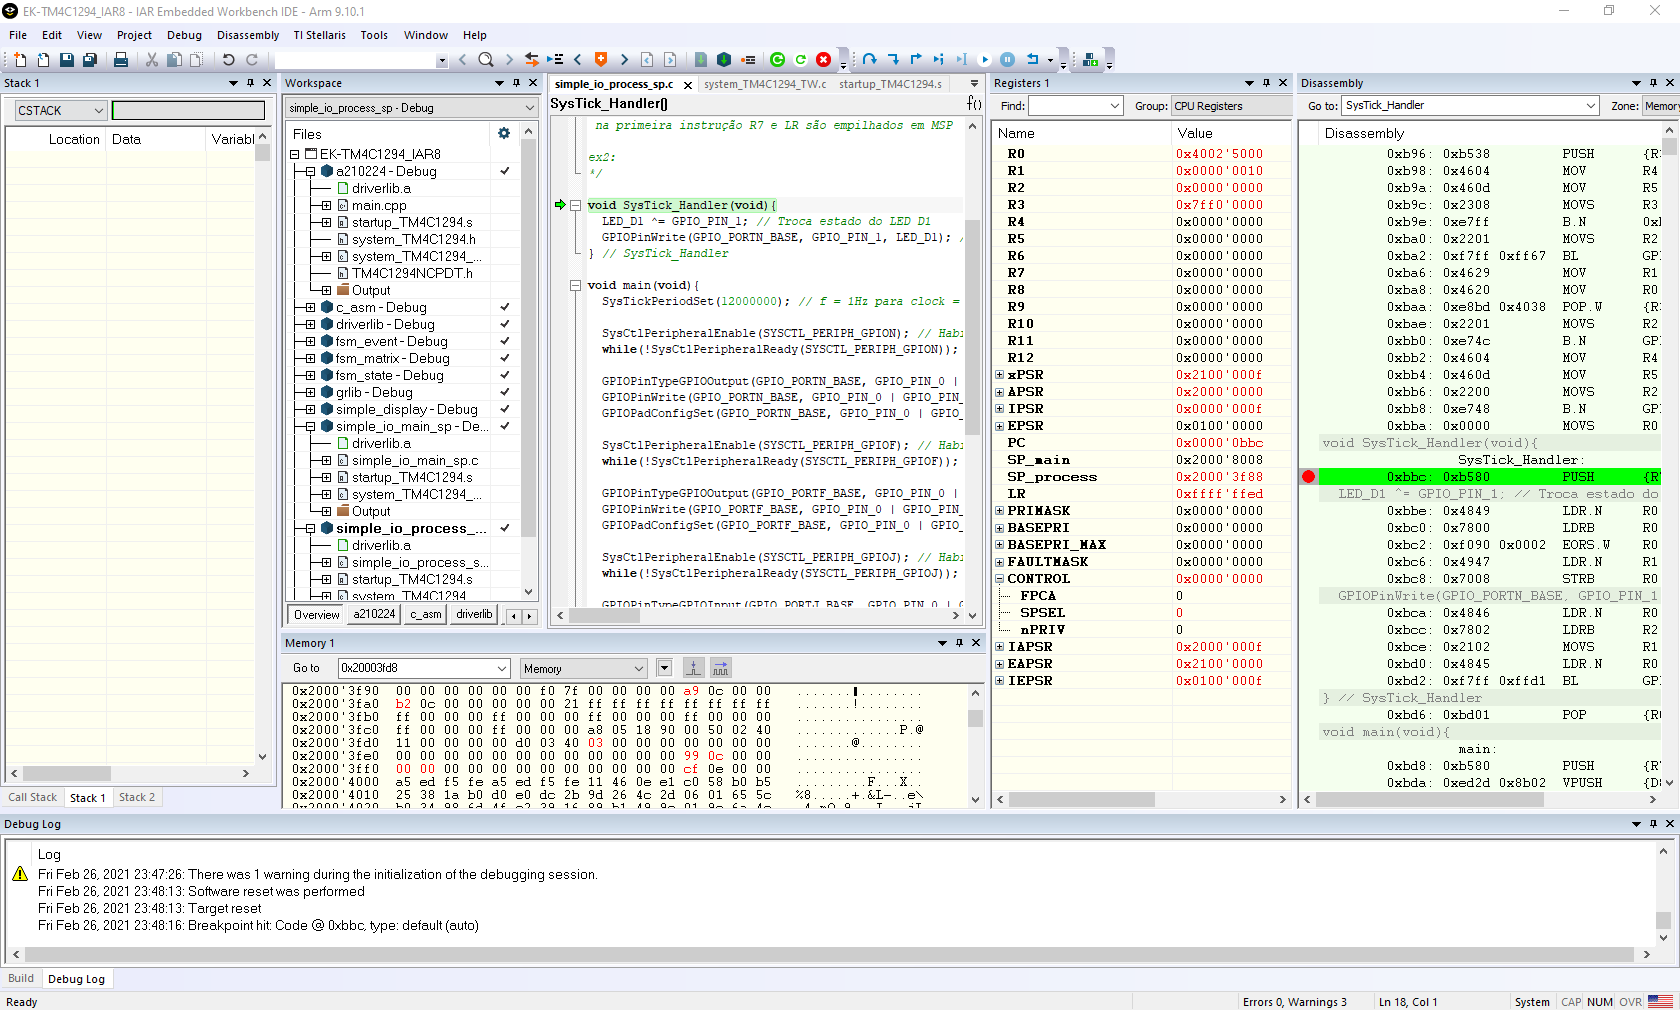 EK-TM4C1294_IAR8 - IAR Embedded Workbench IDE - Arm 9.10.1
File Edit View Project Debug Disassembly TI Stellaris Tools Window Help
Stack 1
CSTACK
Location Data Variabl
Call Stack Stack 1 Stack 2
Workspace
simple_io_process_sp - Debug
Files
EK-TM4C1294_IAR8
a210224 - Debug
driverlib.a
main.cpp
startup_TM4C1294.s
system_TM4C1294.h
system_TM4C1294_...
TM4C1294NCPDT.h
Output
c_asm - Debug
driverlib - Debug
fsm_event - Debug
fsm_matrix - Debug
fsm_state - Debug
grlib - Debug
simple_display - Debug
simple_io_main_sp - De...
driverlib.a
simple_io_main_sp.c
startup_TM4C1294.s
system_TM4C1294_...
Output
simple_io_process_...
driverlib.a
simple_io_process_s...
startup_TM4C1294.s
system_TM4C1294
Overview a210224 c_asm driverlib
simple_io_process_sp.c system_TM4C1294_TW.c startup_TM4C1294.s
SysTick_Handler() f()
na primeira instrução R7 e LR são empilhados em MSP
ex2:
*/
void SysTick_Handler(void){
LED_D1 ^= GPIO_PIN_1; // Troca estado do LED D1
GPIOPinWrite(GPIO_PORTN_BASE, GPIO_PIN_1, LED_D1); /
} // SysTick_Handler
void main(void){
SysTickPeriodSet(12000000); // f = 1Hz para clock =
SysCtlPeripheralEnable(SYSCTL_PERIPH_GPION); // Habi
while(!SysCtlPeripheralReady(SYSCTL_PERIPH_GPION));
GPIOPinTypeGPIOOutput(GPIO_PORTN_BASE, GPIO_PIN_0 |
GPIOPinWrite(GPIO_PORTN_BASE, GPIO_PIN_0 | GPIO_PIN_
GPIOPadConfigSet(GPIO_PORTN_BASE, GPIO_PIN_0 | GPIO_
SysCtlPeripheralEnable(SYSCTL_PERIPH_GPIOF); // Habi
while(!SysCtlPeripheralReady(SYSCTL_PERIPH_GPIOF));
GPIOPinTypeGPIOOutput(GPIO_PORTF_BASE, GPIO_PIN_0 |
GPIOPinWrite(GPIO_PORTF_BASE, GPIO_PIN_0 | GPIO_PIN_
GPIOPadConfigSet(GPIO_PORTF_BASE, GPIO_PIN_0 | GPIO_
SysCtlPeripheralEnable(SYSCTL_PERIPH_GPIOJ); // Habi
while(!SysCtlPeripheralReady(SYSCTL_PERIPH_GPIOJ));
GPIOPinTypeGPIOInput(GPIO_PORTJ_BASE, GPIO_PIN_0 | G
Memory 1
Go to 0x20003fd8 Memory
0x2000'3f90 00 00 00 00 00 00 f0 7f 00 00 00 00 a9 0c 00 00
0x2000'3fa0 b2 0c 00 00 00 00 00 21 ff ff ff ff ff ff ff ff
0x2000'3fb0 ff 00 00 00 ff 00 00 00 ff 00 00 00 ff 00 00 00
0x2000'3fc0 ff 00 00 00 ff 00 00 00 a8 05 18 90 00 50 02 40
0x2000'3fd0 11 00 00 00 d0 03 40 03 00 00 00 00 00 00 00
0x2000'3fe0 00 00 00 00 00 00 00 00 00 00 00 00 99 0c 00 00
0x2000'3ff0 00 00 00 00 00 00 00 00 00 00 00 00 cf 0e 00 00
0x2000'4000 a5 ed f5 fe a5 ed f5 fe 11 46 0e e1 c0 58 b0 b5
0x2000'4010 25 38 1a b0 d0 e0 dc 2b 9d 26 4c 2d 06 01 65 5c
Registers 1
Find: Group: CPU Registers
Name Value
R0 0x4002'5000
R1 0x0000'0010
R2 0x0000'0000
R3 0x7ff0'0000
R4 0x0000'0000
R5 0x0000'0000
R6 0x0000'0000
R7 0x0000'0000
R8 0x0000'0000
R9 0x0000'0000
R10 0x0000'0000
R11 0x0000'0000
R12 0x0000'0000
xPSR 0x2100'000f
APSR 0x2000'0000
IPSR 0x0000'000f
EPSR 0x0100'0000
PC 0x0000'0bbc
SP_main 0x2000'8008
SP_process 0x2000'3f88
LR 0xffff'ffed
PRIMASK 0x0000'0000
BASEPRI 0x0000'0000
BASEPRI_MAX 0x0000'0000
FAULTMASK 0x0000'0000
CONTROL 0x0000'0000
FPCA 0
SPSEL 0
nPRIV 0
IAPSR 0x2000'000f
EAPSR 0x2100'0000
IEPSR 0x0100'000f
Disassembly
Go to: SysTick_Handler Zone: Memory
Disassembly
0xb96: 0xb538 PUSH {R
0xb98: 0x4604 MOV R4
0xb9a: 0x460d MOV R5
0xb9c: 0x2308 MOVS R3
0xb9e: 0xe7ff B.N 0xl
0xba0: 0x2201 MOVS R2
0xba2: 0xf7ff 0xff67 BL GP
0xba6: 0x4629 MOV R1
0xba8: 0x4620 MOV R0
0xbaa: 0xe8bd 0x4038 POP.W {R
0xbae: 0x2201 MOVS R2
0xbb0: 0xe74c B.N GP
0xbb2: 0x4604 MOV R4
0xbb4: 0x460d MOV R5
0xbb6: 0x2200 MOVS R2
0xbb8: 0xe748 B.N GP
0xbba: 0x0000 MOVS R0
void SysTick_Handler(void){
SysTick_Handler:
0xbbc: 0xb580 PUSH {R
LED_D1 ^= GPIO_PIN_1; // Troca estado do
0xbbe: 0x4849 LDR.N R0
0xbc0: 0x7800 LDRB R0
0xbc2: 0xf090 0x0002 EORS.W R0
0xbc6: 0x4947 LDR.N R1
0xbc8: 0x7008 STRB R0
GPIOPinWrite(GPIO_PORTN_BASE, GPIO_PIN_1
0xbca: 0x4846 LDR.N R0
0xbcc: 0x7802 LDRB R2
0xbce: 0x2102 MOVS R1
0xbd0: 0x4845 LDR.N R0
0xbd2: 0xf7ff 0xffd1 BL GP
} // SysTick_Handler
0xbd6: 0xbd01 POP {R
void main(void){
main:
0xbd8: 0xb580 PUSH {R
0xbda: 0xed2d 0x8b02 VPUSH {D
Debug Log
Log
Fri Feb 26, 2021 23:47:26: There was 1 warning during the initialization of the debugging session.
Fri Feb 26, 2021 23:48:13: Software reset was performed
Fri Feb 26, 2021 23:48:13: Target reset
Fri Feb 26, 2021 23:48:16: Breakpoint hit: Code @ 0xbbc, type: default (auto)
Build Debug Log
Ready Errors 0, Warnings 3 Ln 18, Col 1 System CAP NUM OVR